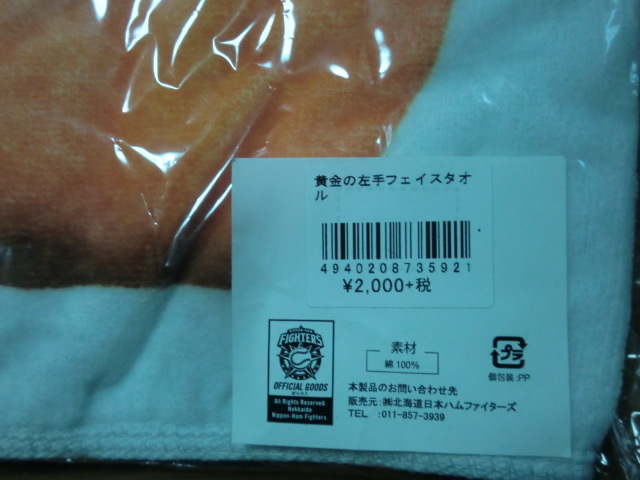 黄金の左手フェイスタオ
ル
4940208735921
¥2,000+税
FIGHTERS
OFFICIAL GOODS
All Rights Reserved
Hokkaido
Nippon-Ham Fighters
素材
綿100%
プラ
個包装:PP
本製品のお問い合わせ先
販売元:㈱北海道日本ハムファイターズ
TEL :011-857-3939